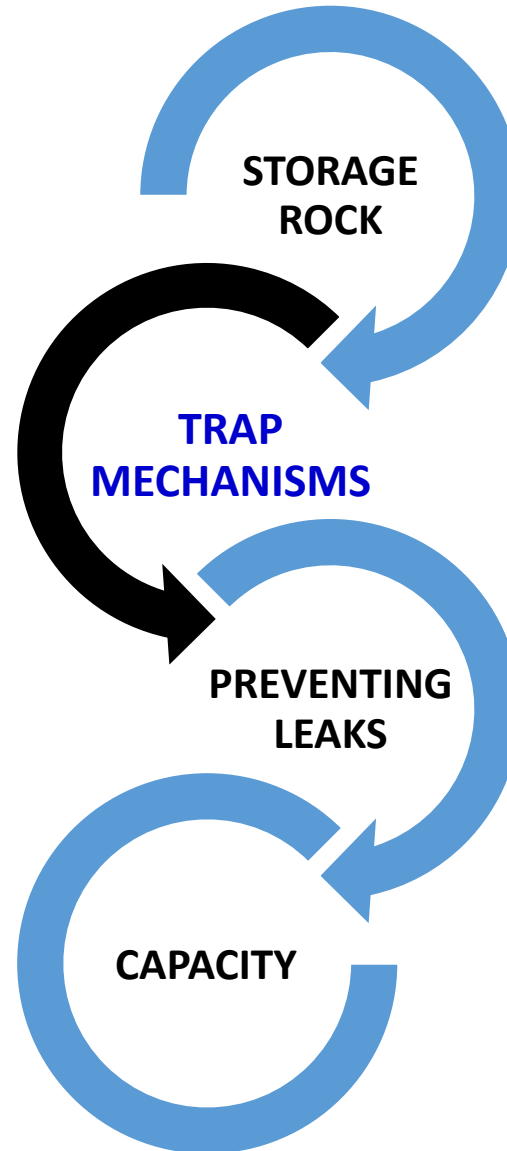 STORAGE
ROCK
TRAP
MECHANISMS
PREVENTING
LEAKS
CAPACITY